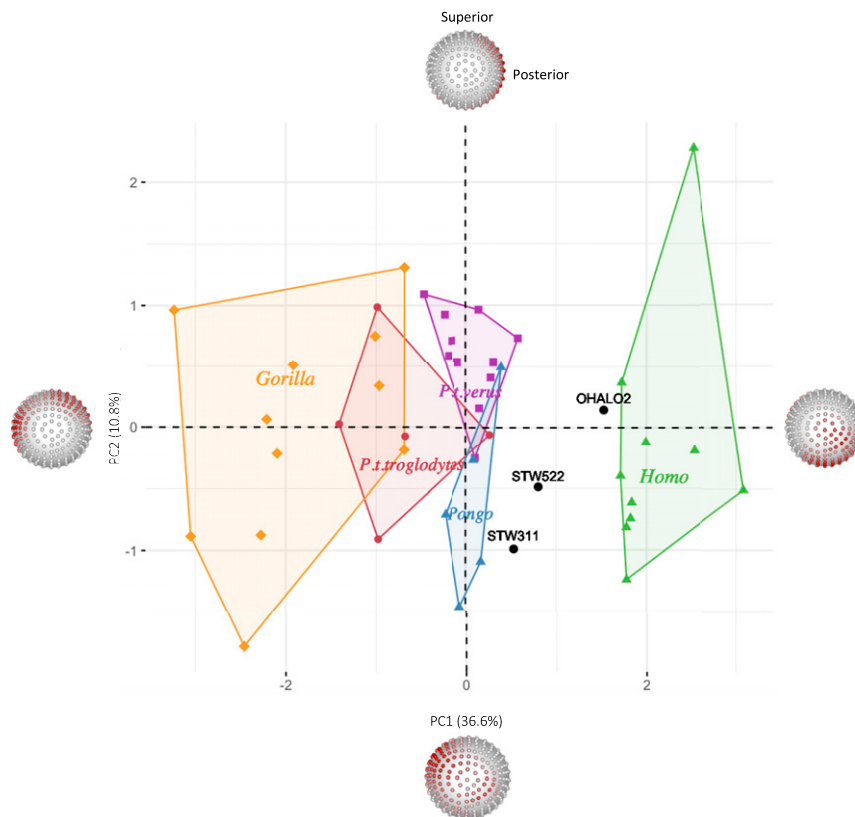 Superior
Posterior
2
1
Gorilla
P.t.verus
OHALO2
PC2 (10.8%)
0
P.t.troglodytes
STW522
Homo
Pongo
STW311
-1
-2
0
2
PC1 (36.6%)